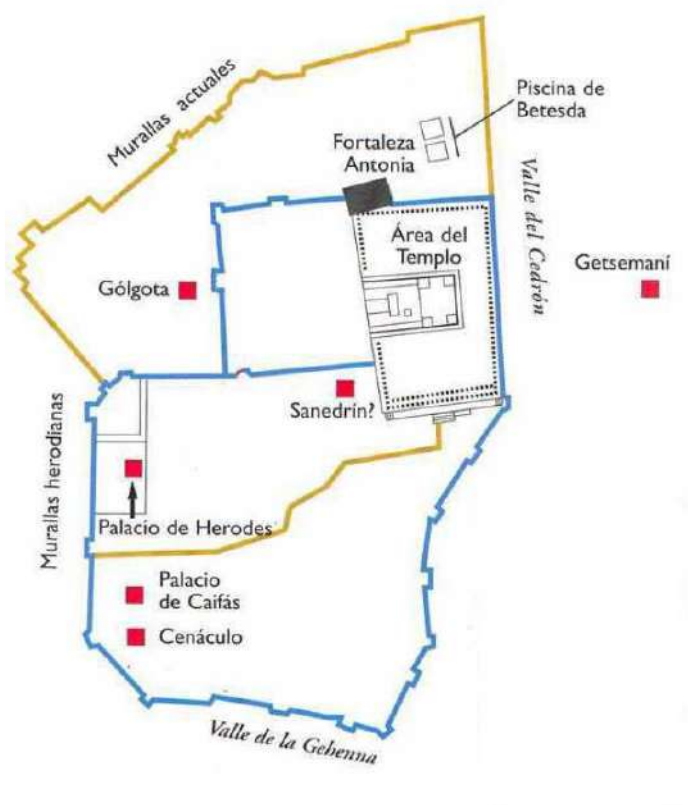 Murallas actuales
Piscina de
Betesda
Fortaleza
Antonia
Valle del Cedrón
Área del
Templo
Getsemaní
Gólgota
Sanedrín?
Murallas herodianas
Palacio de Herodes
Palacio
de Caifás
Cenáculo
Valle de la Gehenna